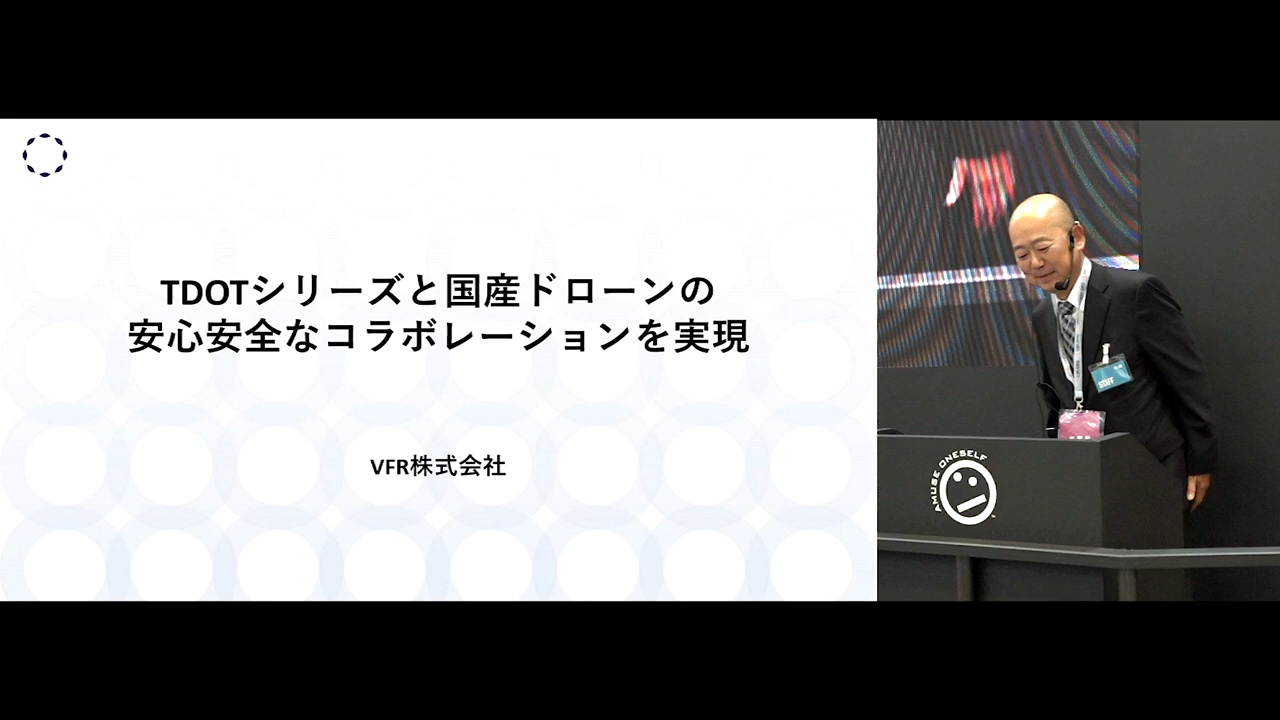 TDOTシリーズと国産ドローンの
安心安全なコラボレーションを実現
VFR株式会社
STAFF
AMUSE ONESELF